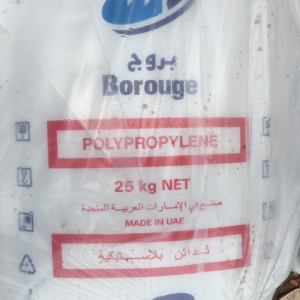 بروج
Borouge
POLYPROPYLENE
25 kg NET
صنع في الإمارات العربية المتحدة
MADE IN UAE
لدائن بلاستيكية